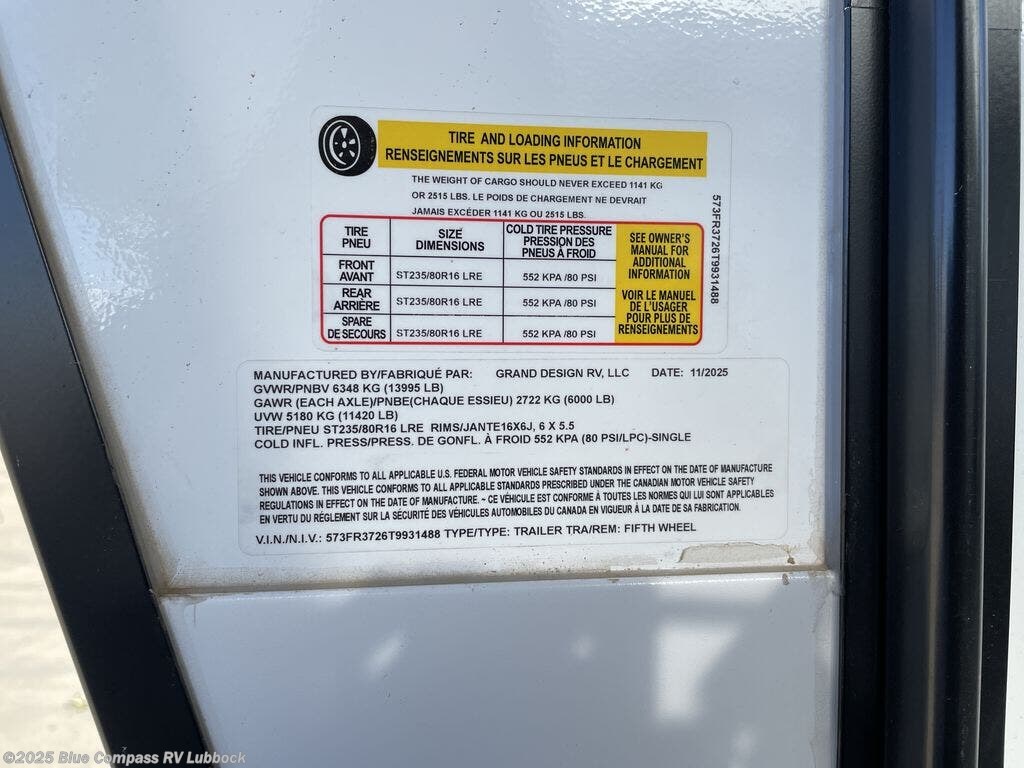 TIRE AND LOADING INFORMATION
RENSEIGNEMENTS SUR LES PNEUS ET LE CHARGEMENT
THE WEIGHT OF CARGO SHOULD NEVER EXCEED 1141 KG
OR 2515 LBS. LE POIDS DE CHARGEMENT NE DEVRAIT
JAMAIS EXCÉDER 1141 KG OU 2515 LBS.
TIRE
PNEU
SIZE
DIMENSIONS
COLD TIRE PRESSURE
PRESSION DES
PNEUS À FROID
FRONT
AVANT
ST235/80R16 LRE
552 KPA /80 PSI
REAR
ARRIÈRE
ST235/80R16 LRE
552 KPA /80 PSI
SPARE
DE SECOURS
ST235/80R16 LRE
552 KPA /80 PSI
SEE OWNER'S
MANUAL FOR
ADDITIONAL
INFORMATION
VOIR LE MANUEL
DE L'USAGER
POUR PLUS DE
RENSEIGNEMENTS
573FR3726T9931488
MANUFACTURED BY/FABRIQUÉ PAR: GRAND DESIGN RV, LLC DATE: 11/2025
GVWR/PNBV 6348 KG (13995 LB)
GAWR (EACH AXLE)/PNBE(CHAQUE ESSIEU) 2722 KG (6000 LB)
UVW 5180 KG (11420 LB)
TIRE/PNEU ST235/80R16 LRE RIMS/JANTE16X6J, 6 X 5.5
COLD INFL. PRESS/PRESS. DE GONFL. À FROID 552 KPA (80 PSI/LPC)-SINGLE
THIS VEHICLE CONFORMS TO ALL APPLICABLE U.S. FEDERAL MOTOR VEHICLE SAFETY STANDARDS IN EFFECT ON THE DATE OF MANUFACTURE
SHOWN ABOVE. THIS VEHICLE CONFORMS TO ALL APPLICABLE STANDARDS PRESCRIBED UNDER THE CANADIAN MOTOR VEHICLE SAFETY
REGULATIONS IN EFFECT ON THE DATE OF MANUFACTURE. ~ CE VÉHICULE EST CONFORME À TOUTES LES NORMES QUI LUI SONT APPLICABLES
EN VERTU DU RÉGLEMENT SUR LA SÉCURITÉ DES VÉHICULES AUTOMOBILES DU CANADA EN VIGUEUR À LA DATE DE SA FABRICATION.
V.I.N./N.I.V.: 573FR3726T9931488 TYPE/TYPE: TRAILER TRA/REM: FIFTH WHEEL
©2025 Blue Compass RV Lubbock